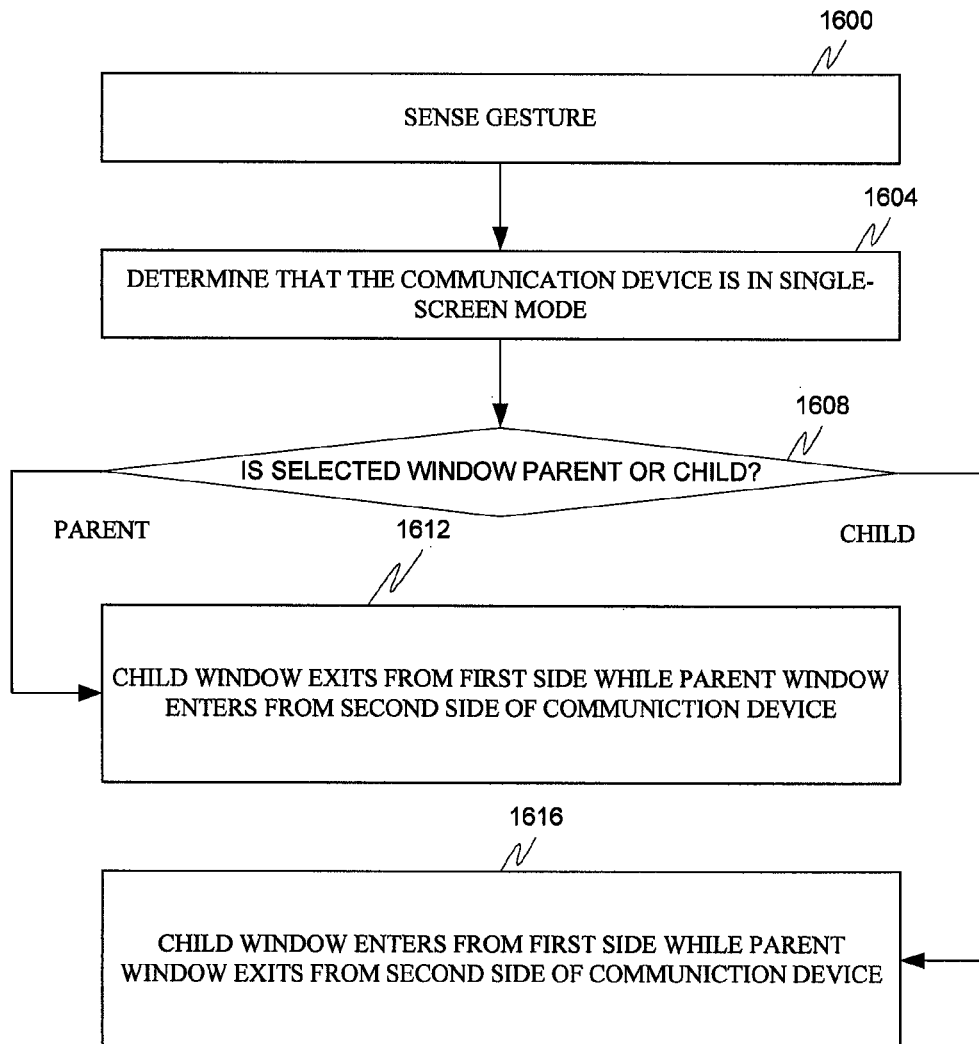 1600
SENSE GESTURE
1604
DETERMINE THAT THE COMMUNICATION DEVICE IS IN SINGLE-
SCREEN MODE
1608
IS SELECTED WINDOW PARENT OR CHILD?
PARENT
1612
CHILD
CHILD WINDOW EXITS FROM FIRST SIDE WHILE PARENT WINDOW
ENTERS FROM SECOND SIDE OF COMMUNICTION DEVICE
1616
CHILD WINDOW ENTERS FROM FIRST SIDE WHILE PARENT
WINDOW EXITS FROM SECOND SIDE OF COMMUNICTION DEVICE